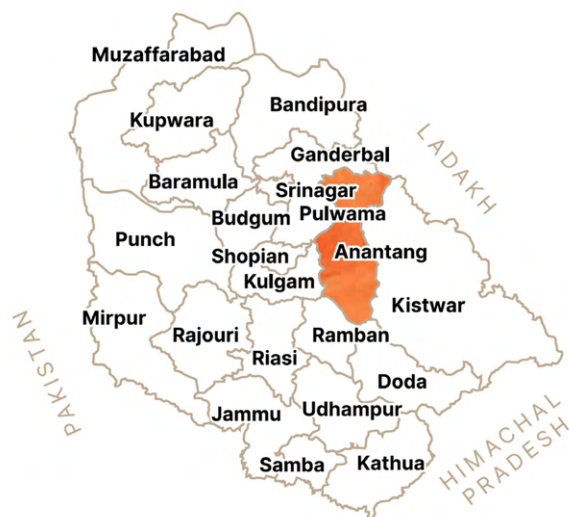 Muzaffarabad
Bandipura
Kupwara
LADAKH
Ganderbal
Baramula
Srinagar
Budgum
Pulwama
Punch
Anantang
Shopian
Kulgam
Kistwar
Mirpur
Rajouri
Ramban
Riasi
PAKISTAN
Doda
Jammu
Udhampur
HIMACHAL
PRADESH
Samba
Kathua